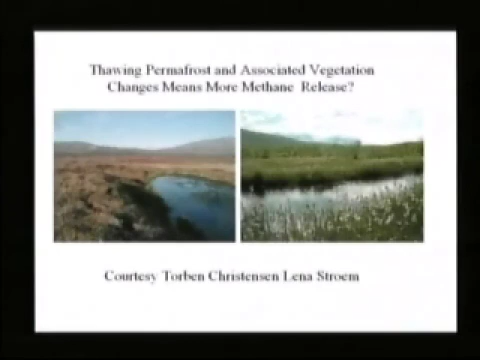 Thawing Permafrost and Associated Vegetation
Changes Means More Methane Release?
Courtesy Torben Christensen Lena Stroem